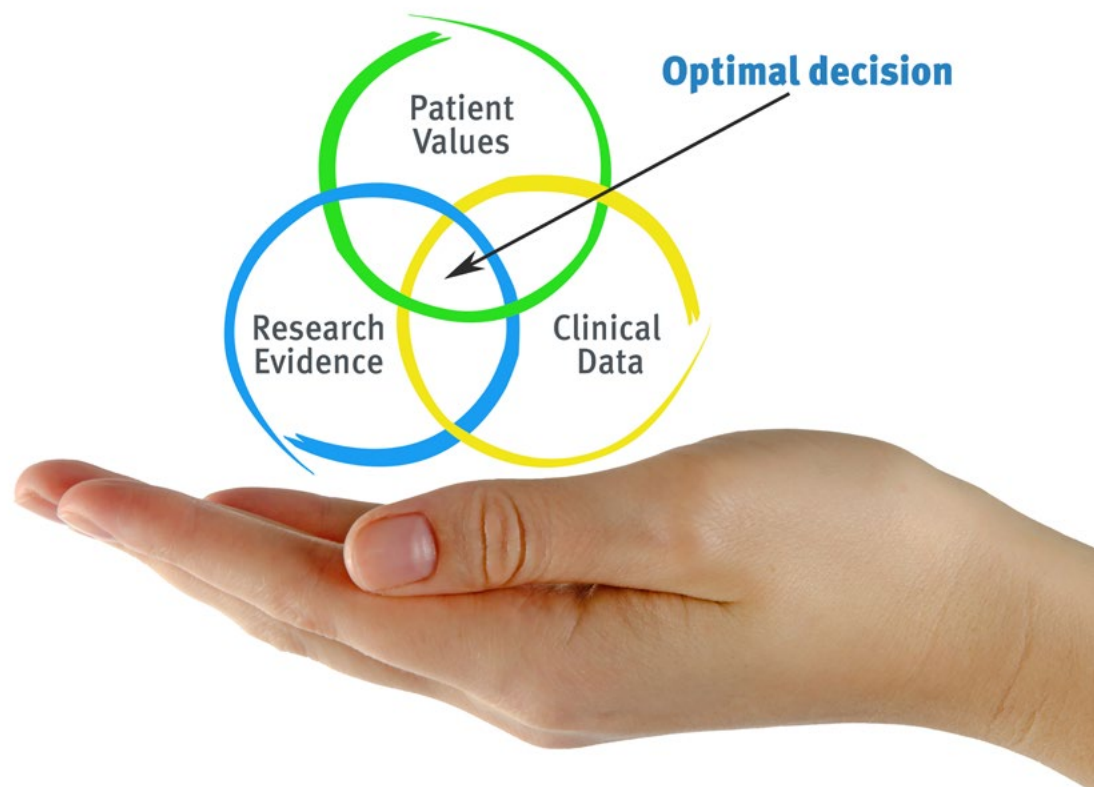 Optimal decision
Patient
Values
Research
Evidence
Clinical
Data